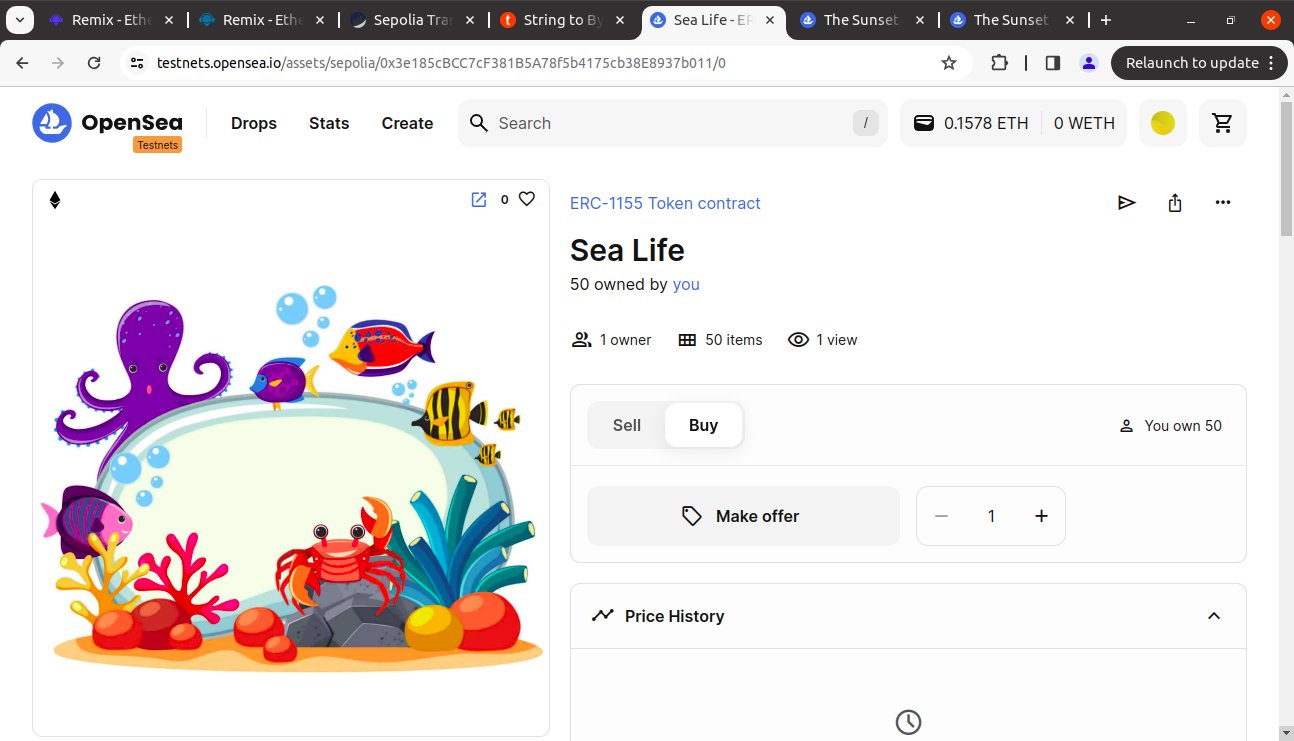 Remix - Ethe
Remix - Ethe
Sepolia Tran
String to By
Sea Life - ER
The Sunset
The Sunset
testnets.opensea.io/assets/sepolia/0x3e185cBCC7cF381B5A78f5b4175cb38E8937b011/0
Relaunch to update
OpenSea
Testnets
Drops
Stats
Create
Search
/
0.1578 ETH
0 WETH
0
ERC-1155 Token contract
Sea Life
50 owned by you
1 owner
50 items
1 view
Sell
Buy
You own 50
Make offer
1
Price History